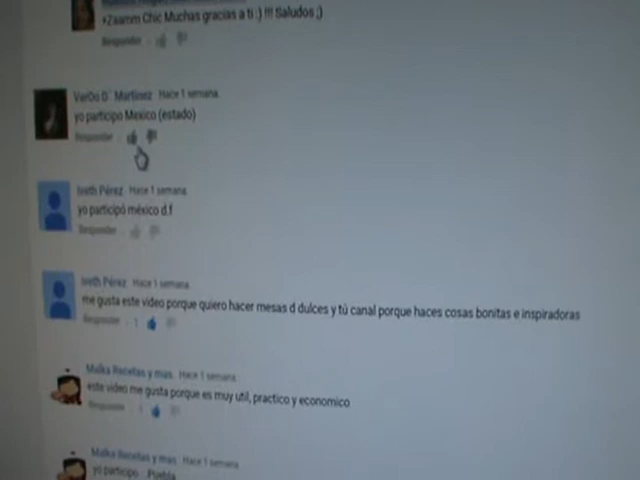 +Zaamm Chic Muchas gracias a ti :) !!! Saludos ;)
Responder
Martinez Hace 1 semana
yo participo Mexico (estado)
Responder
Iveth Pérez Hace 1 semana
yo participó méxico d.f
Responder
Iveth Pérez Hace 1 semana
me gusta este video porque quiero hacer mesas d dulces y tú canal porque haces cosas bonitas e inspiradoras
Responder 1
Malka Recetas y mas Hace 1 semana
este video me gusta porque es muy util, practico y economico
Responder 1
Malka Recetas y mas Hace 1 semana
yo participo Puebla